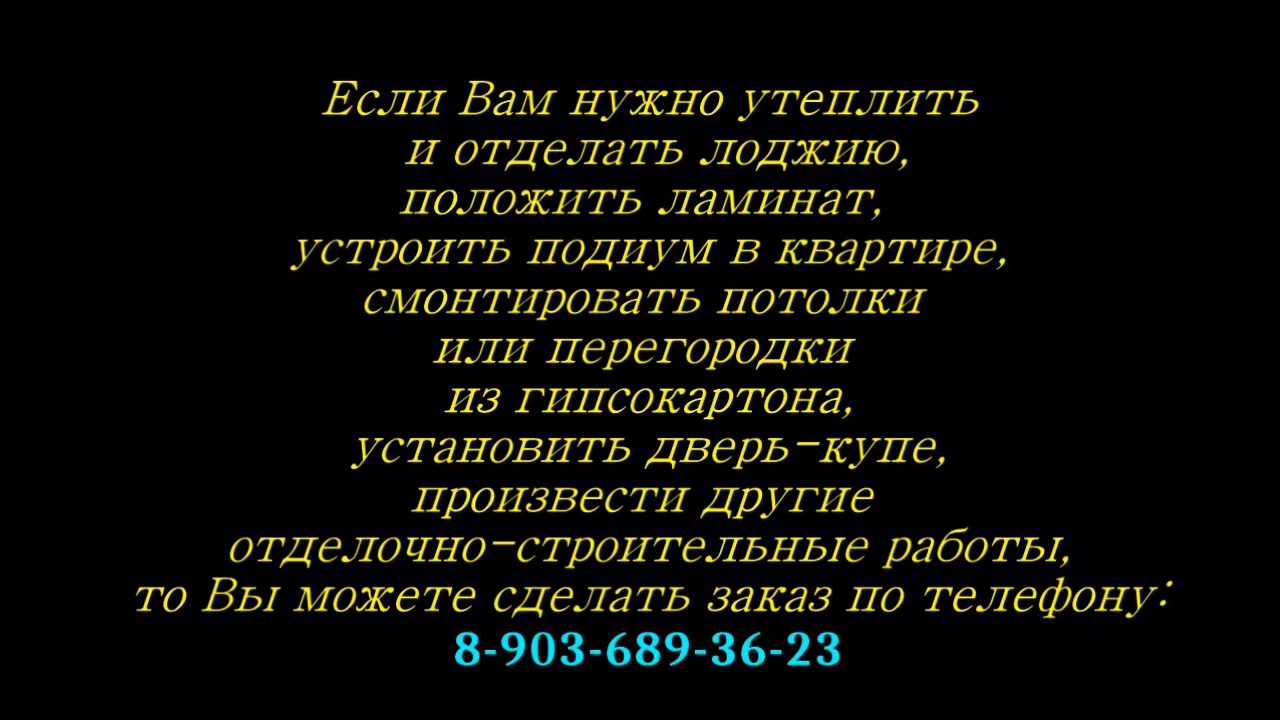 Если Вам нужно утеплить
и отделать лоджию,
положить ламинат,
устроить подиум в квартире,
смонтировать потолки
или перегородки
из гипсокартона,
установить дверь-купе,
произвести другие
отделочно-строительные работы,
то Вы можете сделать заказ по телефону:
8-903-689-36-23